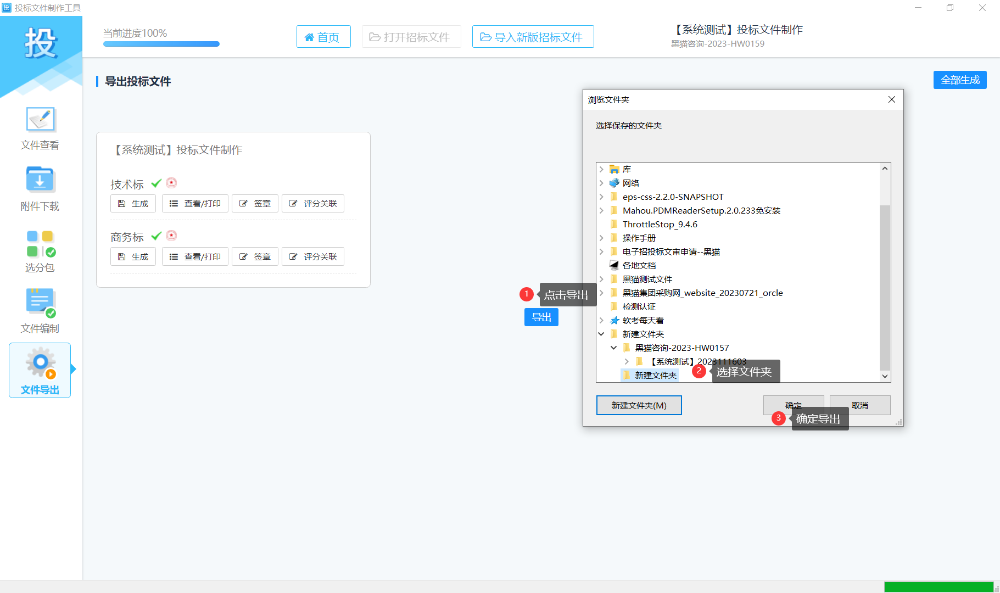 投 投标文件制作工具
投
当前进度100%
首页
打开招标文件
导入新版招标文件
【系统测试】投标文件制作
黑猫咨询-2023-HW0159
文件查看
附件下载
选分包
文件编制
文件导出
导出投标文件
全部生成
【系统测试】投标文件制作
技术标
生成 查看/打印 签章 评分关联
商务标
生成 查看/打印 签章 评分关联
1 点击导出
导出
浏览文件夹
选择保存的文件夹
库
网络
eps-css-2.2.0-SNAPSHOT
Mahou.PDMReaderSetup.2.0.233免安装
ThrottleStop_9.4.6
操作手册
电子招投标文审申请--黑猫
各地文档
黑猫测试文件
黑猫集团采购网_website_20230721_orcle
检测认证
软考每天看
新建文件夹
黑猫咨询-2023-HW0157
【系统测试】2023111603
新建文件夹
2 选择文件夹
新建文件夹(M)
确定
取消
3 确定导出